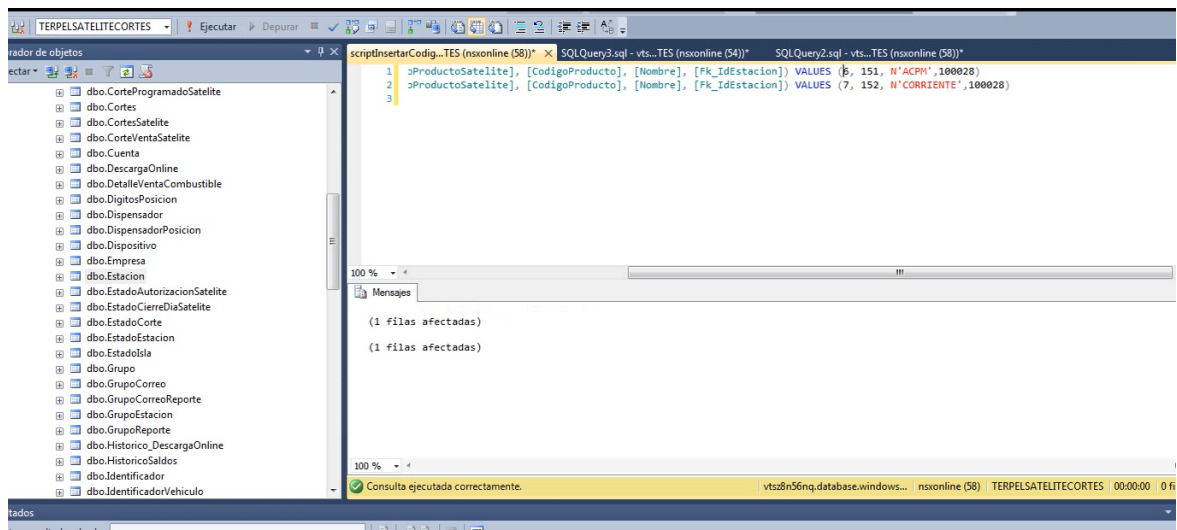 TERPELSATELITECORTES
Ejecutar
Depurar
rador de objetos
ectar
scriptInsertarCodig...TES (nsxonline (58))*
SQLQuery3.sql - vts...TES (nsxonline (54))*
SQLQuery2.sql - vts...TES (nsxonline (58))*
dbo.CorteProgramadoSatelite
dbo.Cortes
dbo.CortesSatelite
dbo.CorteVentaSatelite
dbo.Cuenta
dbo.DescargaOnline
dbo.DetalleVentaCombustible
dbo.DigitosPosicion
dbo.Dispensador
dbo.DispensadorPosicion
dbo.Dispositivo
dbo.Empresa
dbo.Estacion
dbo.EstadoAutorizacionSatelite
dbo.EstadoCierreDiaSatelite
dbo.EstadoCorte
dbo.EstadoEstacion
dbo.EstadoIsla
dbo.Grupo
dbo.GrupoCorreo
dbo.GrupoCorreoReporte
dbo.GrupoEstacion
dbo.GrupoReporte
dbo.Historico_DescargaOnline
dbo.HistoricoSaldos
dbo.Identificador
dbo.IdentificadorVehiculo
1 oProductoSatelite], [CodigoProducto], [Nombre], [Fk_IdEstacion]) VALUES (6, 151, N'ACPM',100028)
2 oProductoSatelite], [CodigoProducto], [Nombre], [Fk_IdEstacion]) VALUES (7, 152, N'CORRIENTE',100028)
3
100 %
Mensajes
(1 filas afectadas)
(1 filas afectadas)
100 %
Consulta ejecutada correctamente.
vtsz8n56nq.database.windows...
nsxonline (58)
TERPELSATELITECORTES
00:00:00
0 fi
tados